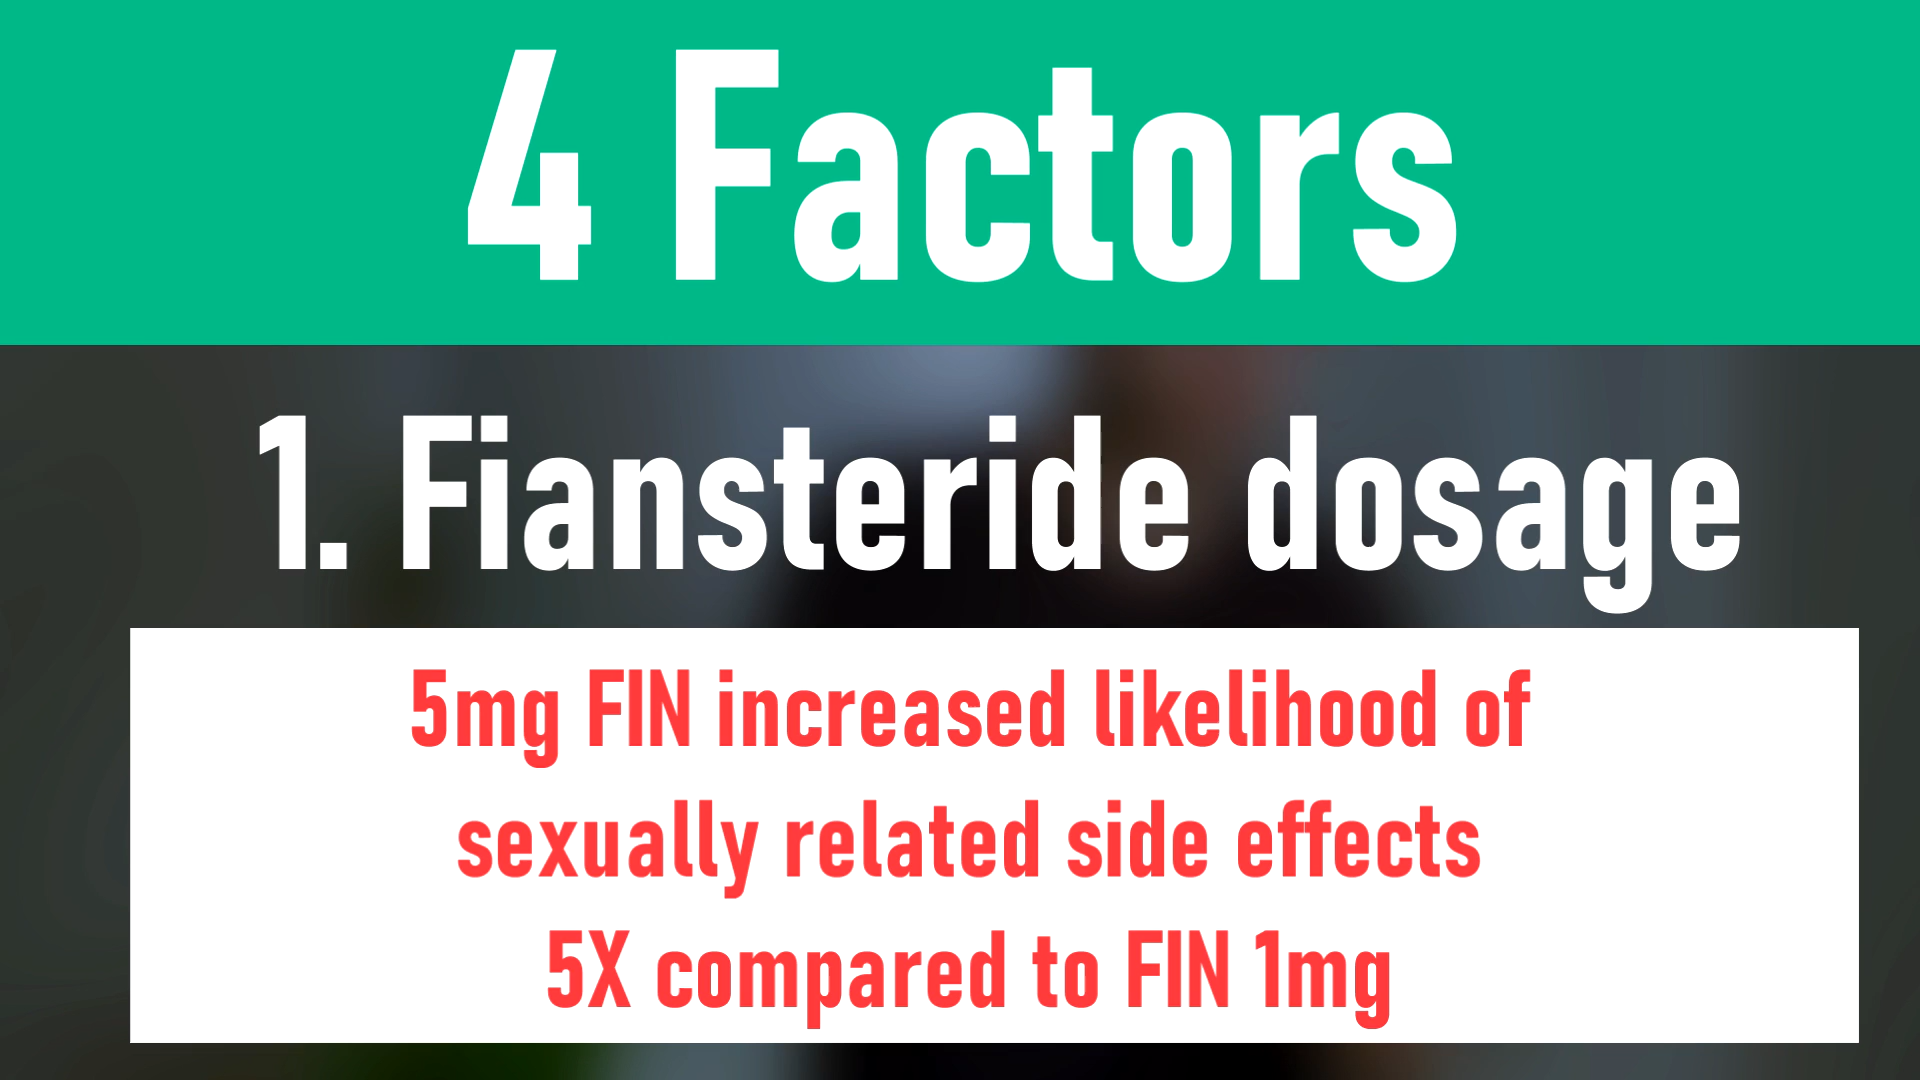 4 Factors
1. Fiansteride dosage
5mg FIN increased likelihood of
sexually related side effects
5X compared to FIN 1mg